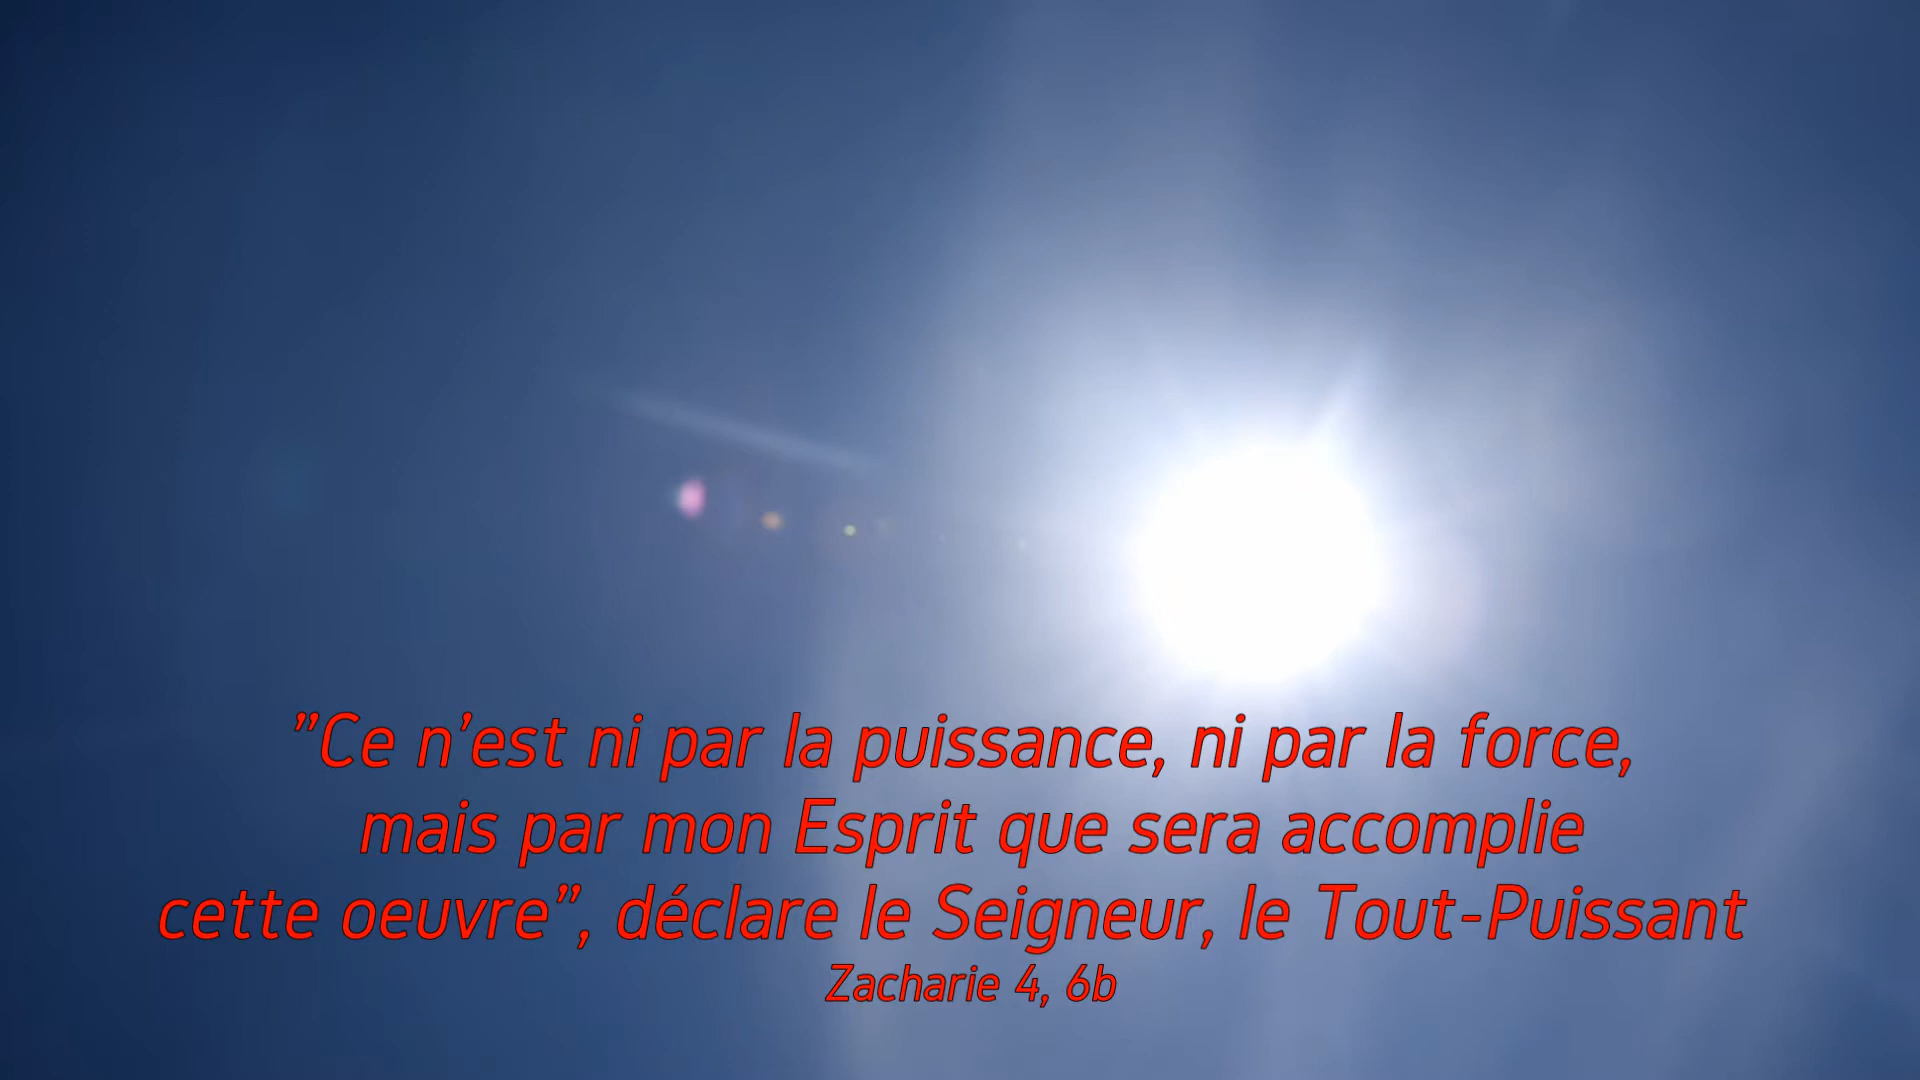 ”Ce n’est ni par la puissance, ni par la force,
mais par mon Esprit que sera accomplie
cette oeuvre”, déclare le Seigneur, le Tout-Puissant
Zacharie 4, 6b